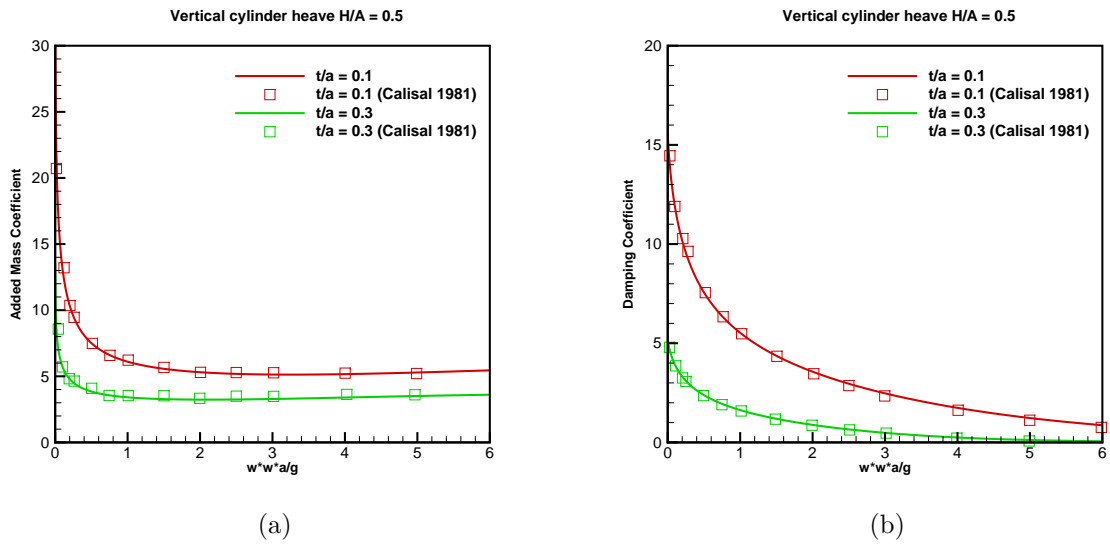 Vertical cylinder heave H/A = 0.5
30
25
20
15
10
5
0
Added Mass Coefficient
t/a = 0.1
t/a = 0.1 (Calisal 1981)
t/a = 0.3
t/a = 0.3 (Calisal 1981)
0 1 2 3 4 5 6
w*w*a/g
(a)
Vertical cylinder heave H/A = 0.5
20
15
10
5
0
Damping Coefficient
t/a = 0.1
t/a = 0.1 (Calisal 1981)
t/a = 0.3
t/a = 0.3 (Calisal 1981)
0 1 2 3 4 5 6
w*w*a/g
(b)